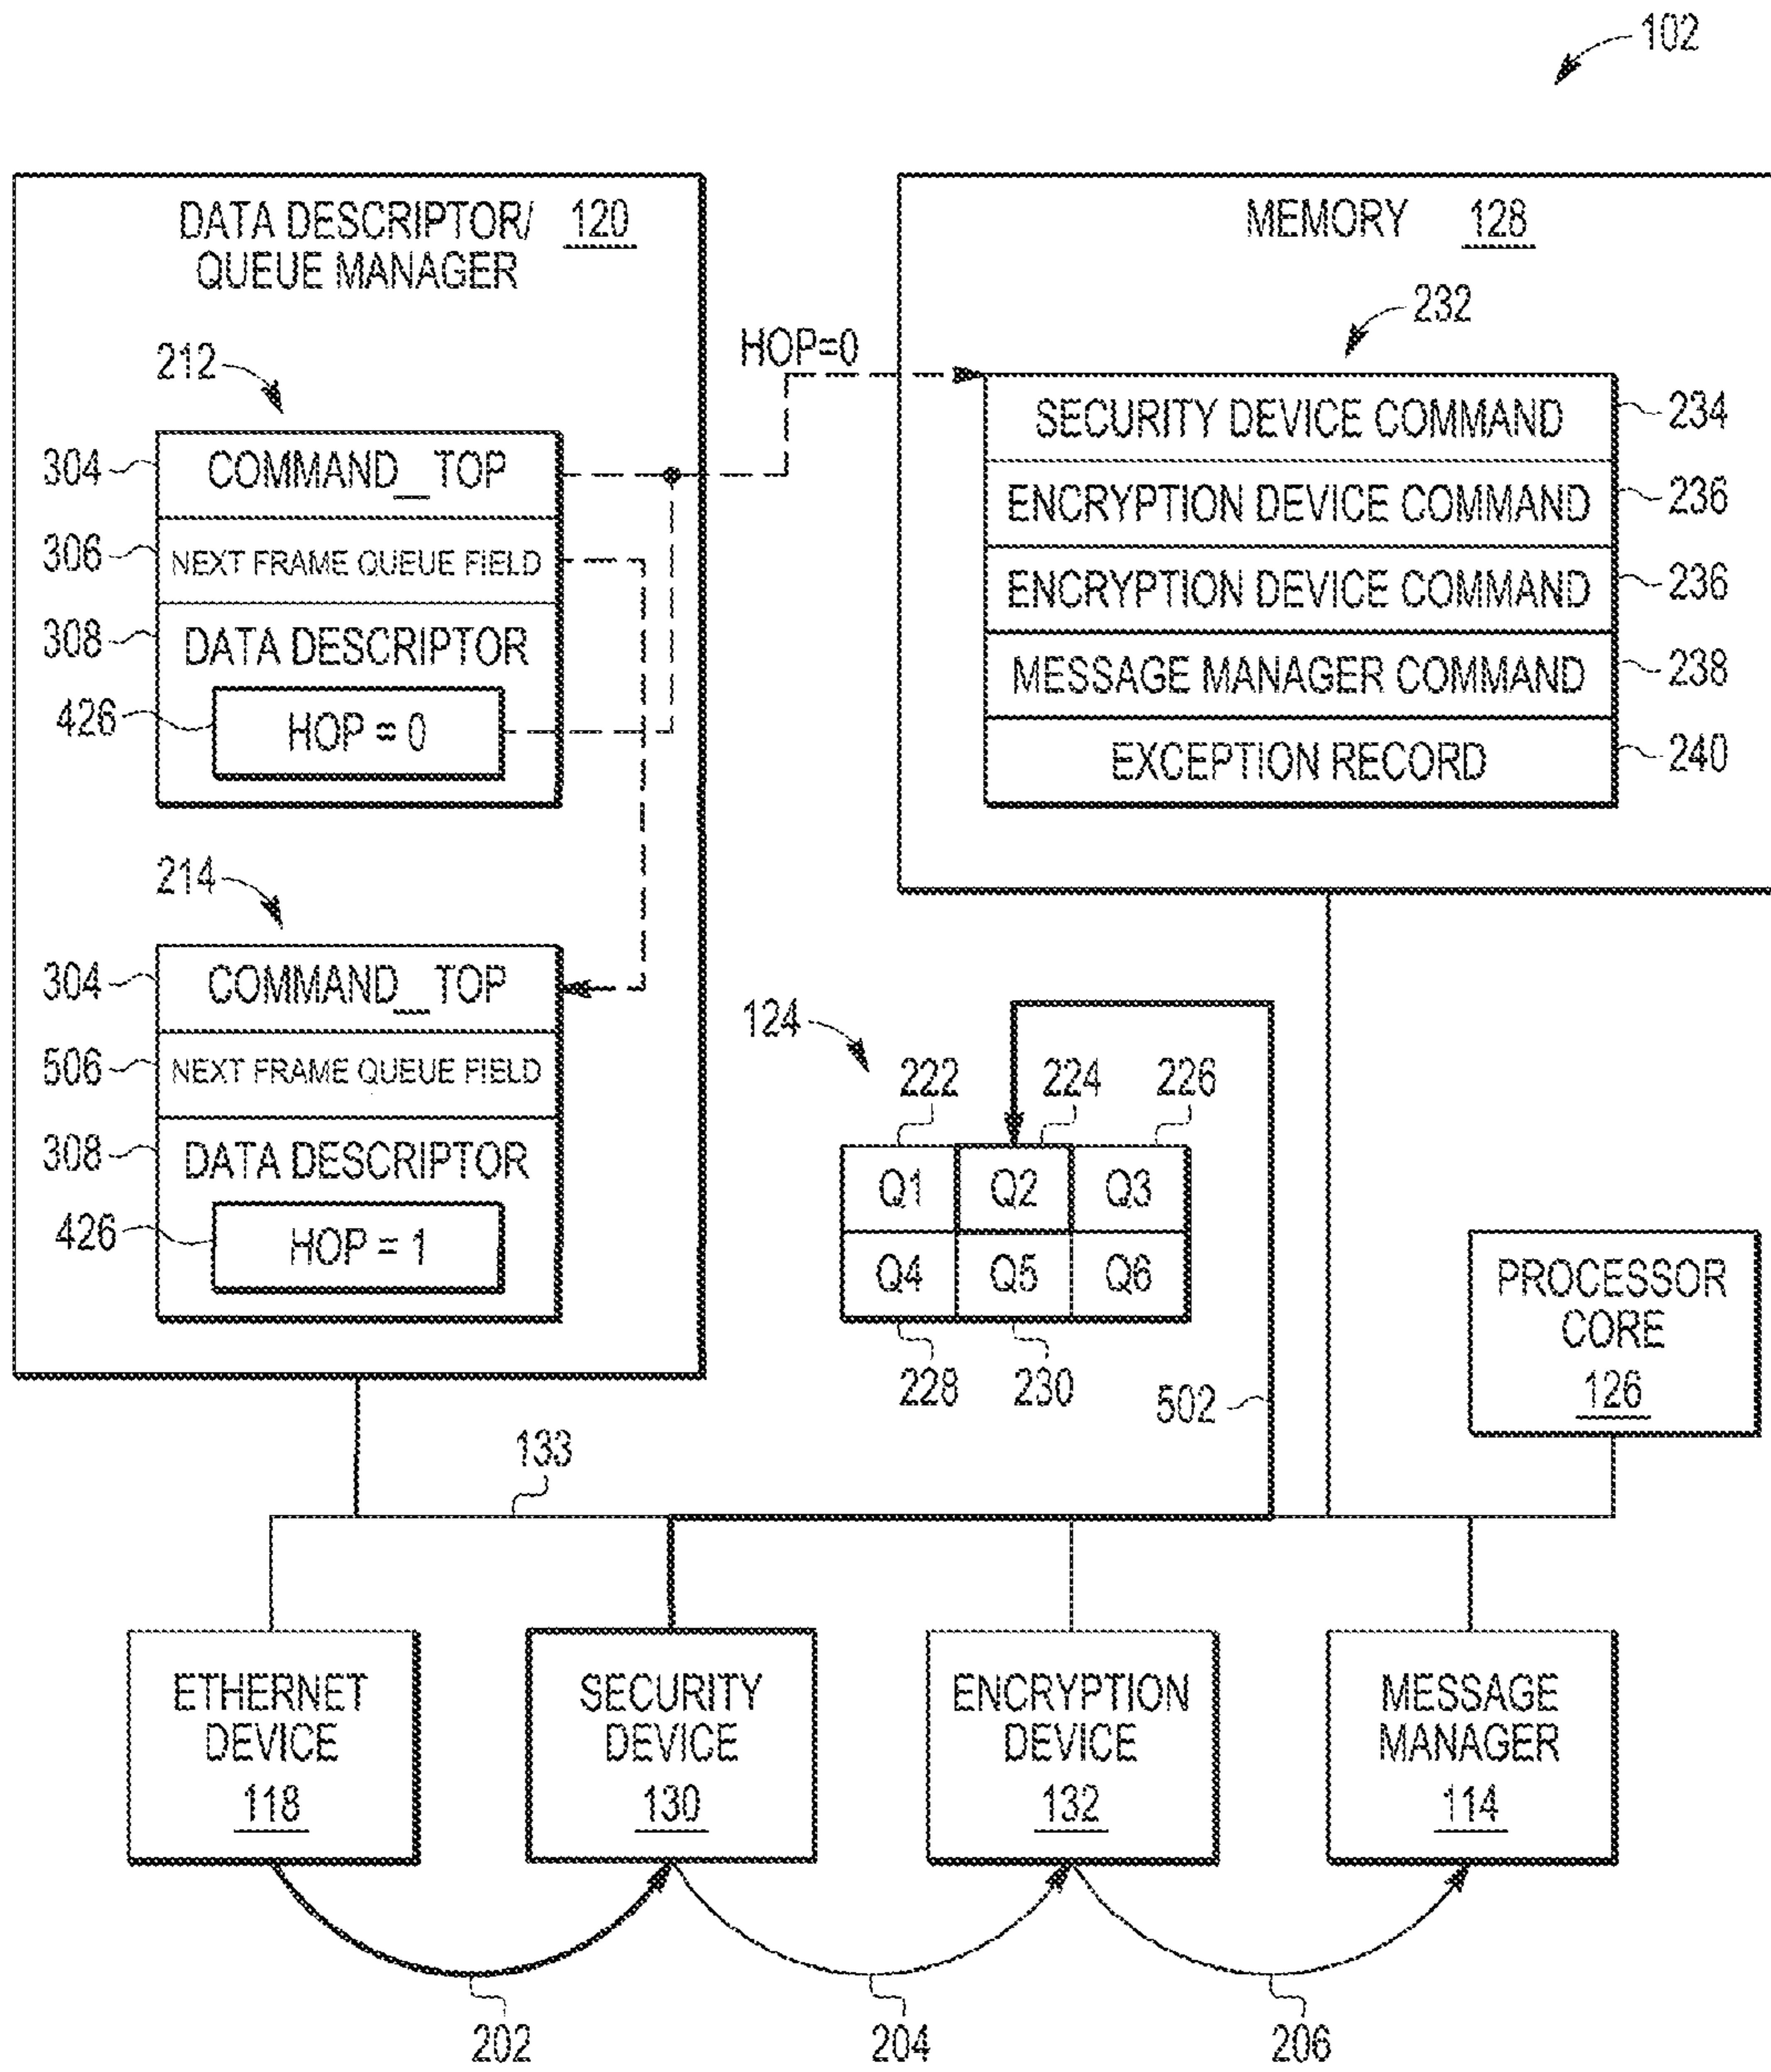 102
DATA DESCRIPTOR/ 120
QUEUE MANAGER
MEMORY 128
232
HOP=0
212
304 COMMAND_TOP
306 NEXT FRAME QUEUE FIELD
308 DATA DESCRIPTOR
426 HOP = 0
SECURITY DEVICE COMMAND 234
ENCRYPTION DEVICE COMMAND 236
ENCRYPTION DEVICE COMMAND 236
MESSAGE MANAGER COMMAND 238
EXCEPTION RECORD 240
214
304 COMMAND_TOP
506 NEXT FRAME QUEUE FIELD
308 DATA DESCRIPTOR
426 HOP = 1
124
222 224 226
Q1 Q2 Q3
Q4 Q5 Q6
228 230
502
PROCESSOR
CORE
126
133
ETHERNET
DEVICE
118
SECURITY
DEVICE
130
ENCRYPTION
DEVICE
132
MESSAGE
MANAGER
114
202 204 206